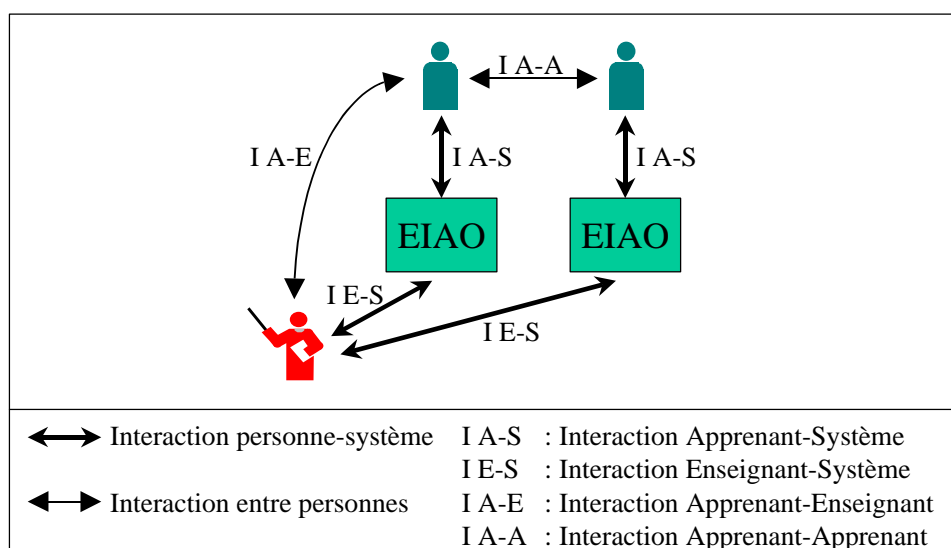 I A-A
I A-E
I A-S
I A-S
EIAO
EIAO
I E-S
I E-S
Interaction personne-système
I A-S : Interaction Apprenant-Système
I E-S : Interaction Enseignant-Système
Interaction entre personnes
I A-E : Interaction Apprenant-Enseignant
I A-A : Interaction Apprenant-Apprenant